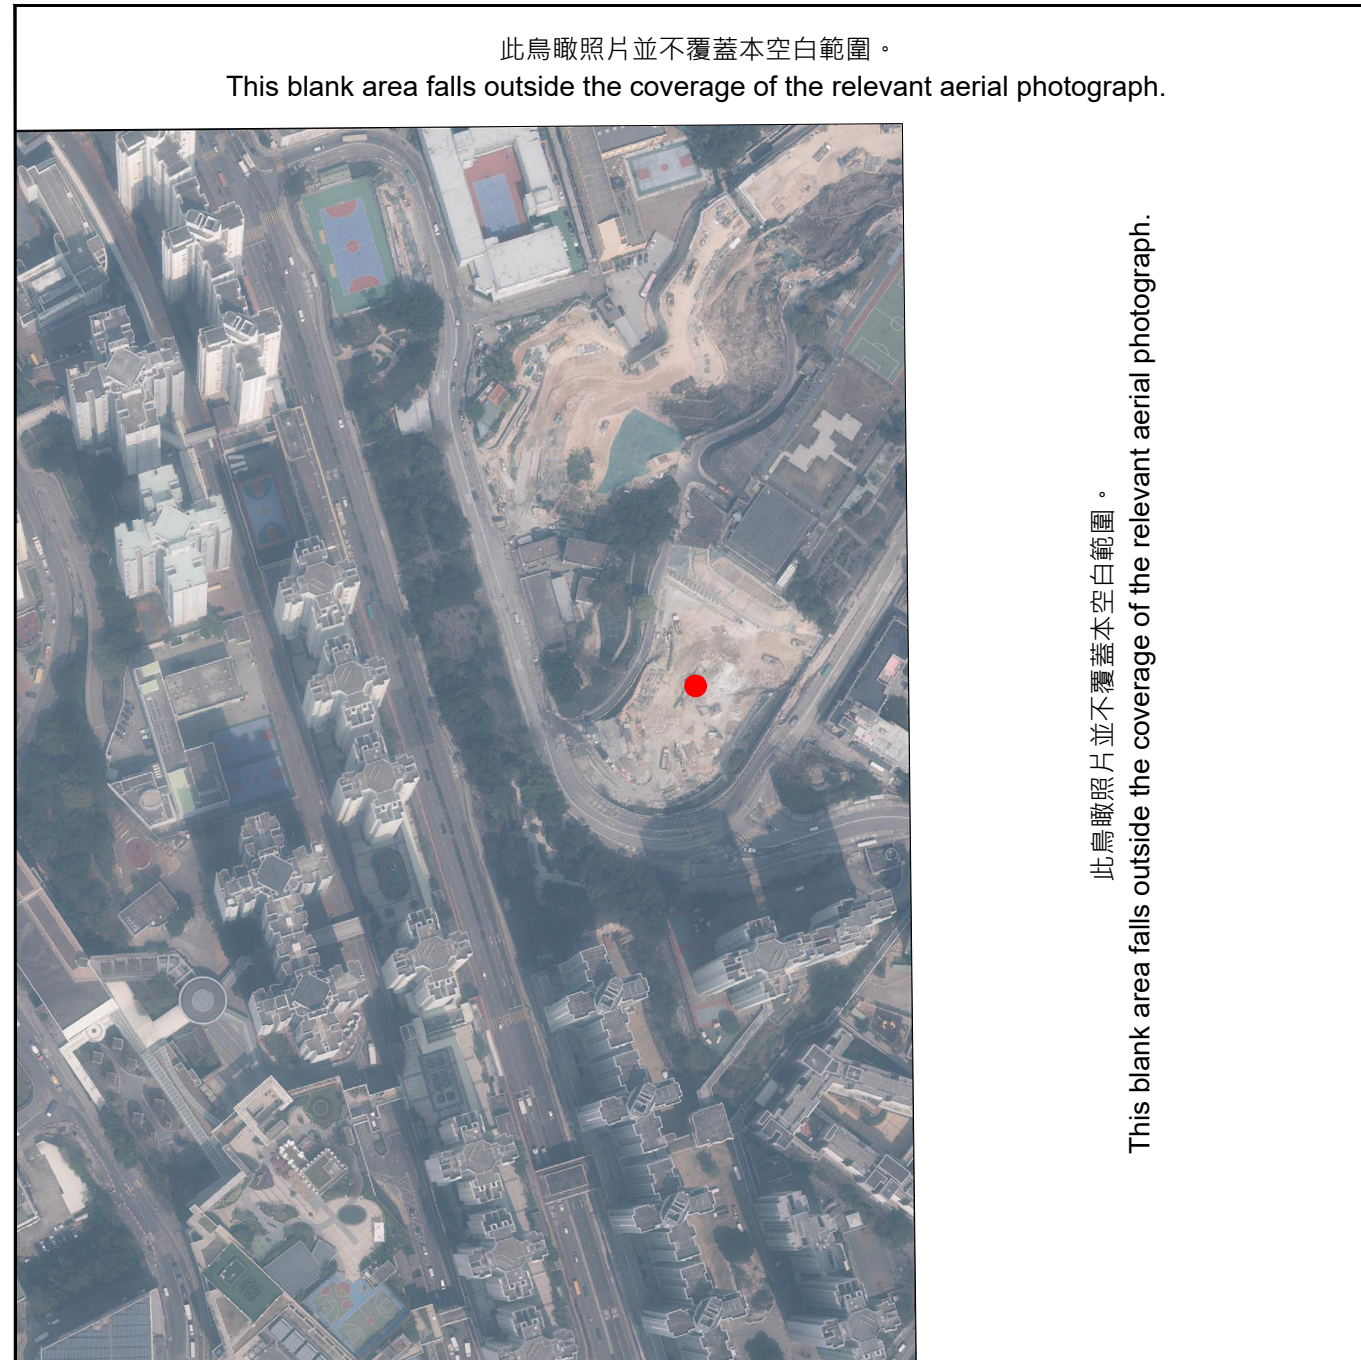 此鳥瞰照片並不覆蓋本空白範圍。
This blank area falls outside the coverage of the relevant aerial photograph.
此鳥瞰照片並不覆蓋本空白範圍。
This blank area falls outside the coverage of the relevant aerial photograph.